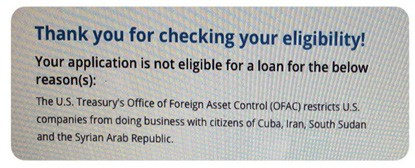 Thank you for checking your eligibility!
Your application is not eligible for a loan for the below
reason(s):
The U.S. Treasury's Office of Foreign Asset Control (OFAC) restricts U.S.
companies from doing business with citizens of Cuba, Iran, South Sudan
and the Syrian Arab Republic.